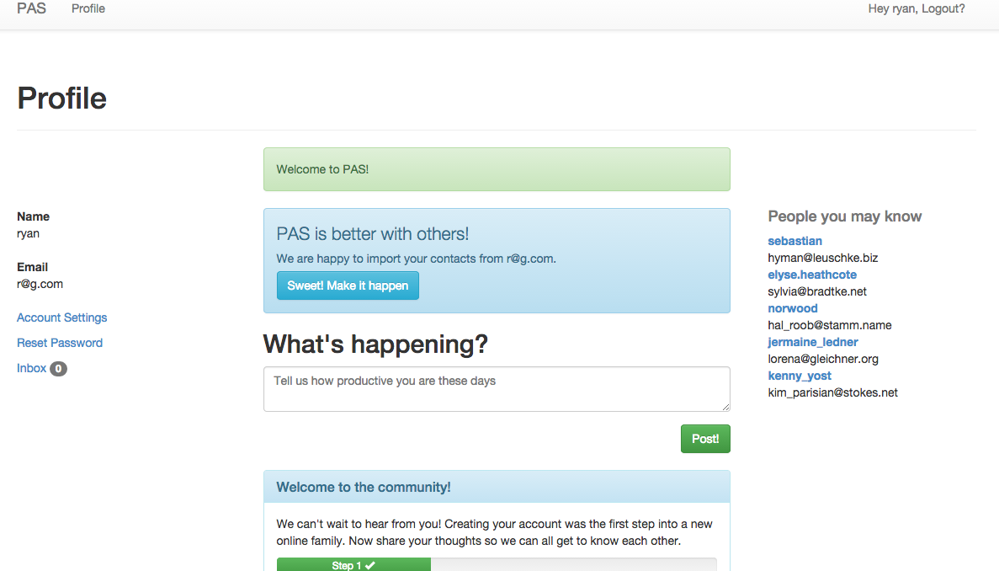 PAS Profile Hey ryan, Logout?
Profile
Welcome to PAS!
Name
ryan
Email
r@g.com
Account Settings
Reset Password
Inbox 0
PAS is better with others!
We are happy to import your contacts from r@g.com.
Sweet! Make it happen
What's happening?
Tell us how productive you are these days
Post!
Welcome to the community!
We can't wait to hear from you! Creating your account was the first step into a new
online family. Now share your thoughts so we can all get to know each other.
Step 1
People you may know
sebastian
hyman@leuschke.biz
elyse.heathcote
sylvia@bradtke.net
norwood
hal_roob@stamm.name
jermaine_ledner
lorena@gleichner.org
kenny_yost
kim_parisian@stokes.net